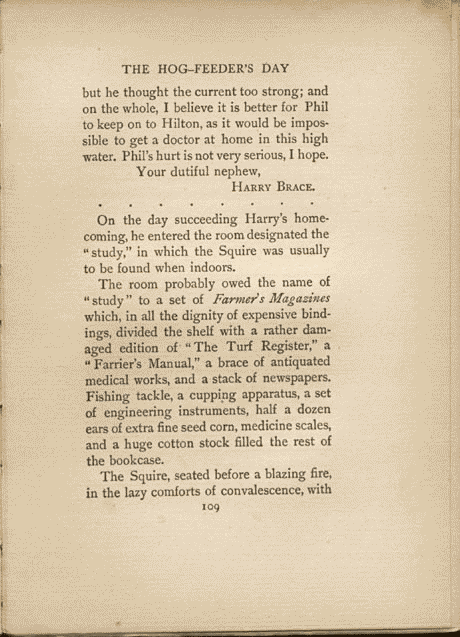 THE HOG–FEEDER'S DAY
but he thought the current too strong; and
on the whole, I believe it is better for Phil
to keep on to Hilton, as it would be impos-
sible to get a doctor at home in this high
water. Phil's hurt is not very serious, I hope.
Your dutiful nephew,
HARRY BRACE.
. . . . . . . .
On the day succeeding Harry's home-
coming, he entered the room designated the
"study," in which the Squire was usually
to be found when indoors.
The room probably owed the name of
"study" to a set of Farmer's Magazines
which, in all the dignity of expensive bind-
ings, divided the shelf with a rather dam-
aged edition of "The Turf Register," a
"Farrier's Manual," a brace of antiquated
medical works, and a stack of newspapers.
Fishing tackle, a cupping apparatus, a set
of engineering instruments, half a dozen
ears of extra fine seed corn, medicine scales,
and a huge cotton stock filled the rest of
the bookcase.
The Squire, seated before a blazing fire,
in the lazy comforts of convalescence, with
109